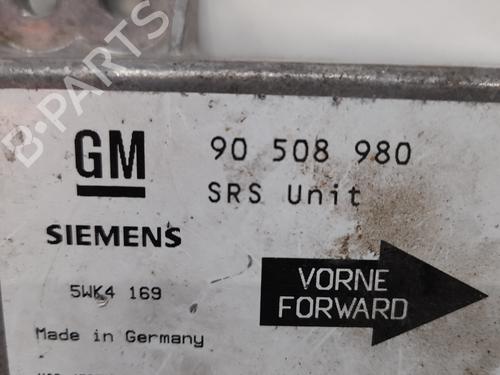 B-PARTS
GM
90 508 980
SRS Unit
SIEMENS
5WK4 169
VORNE
FORWARD
Made in Germany